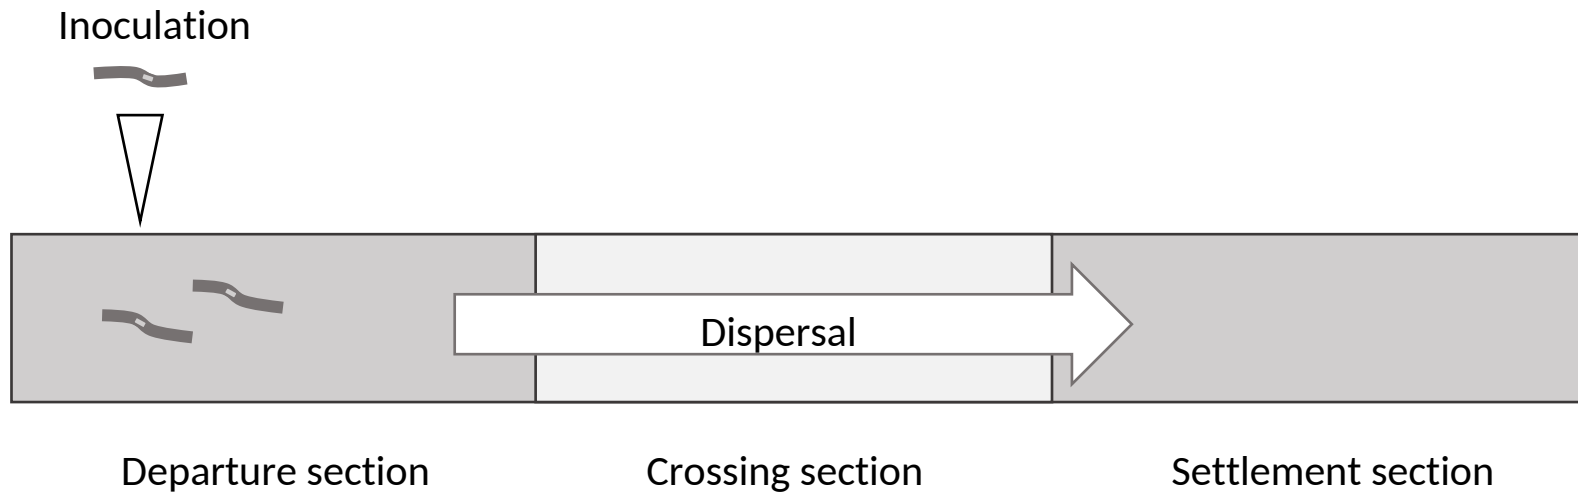 Inoculation
Dispersal
Departure section
Crossing section
Settlement section